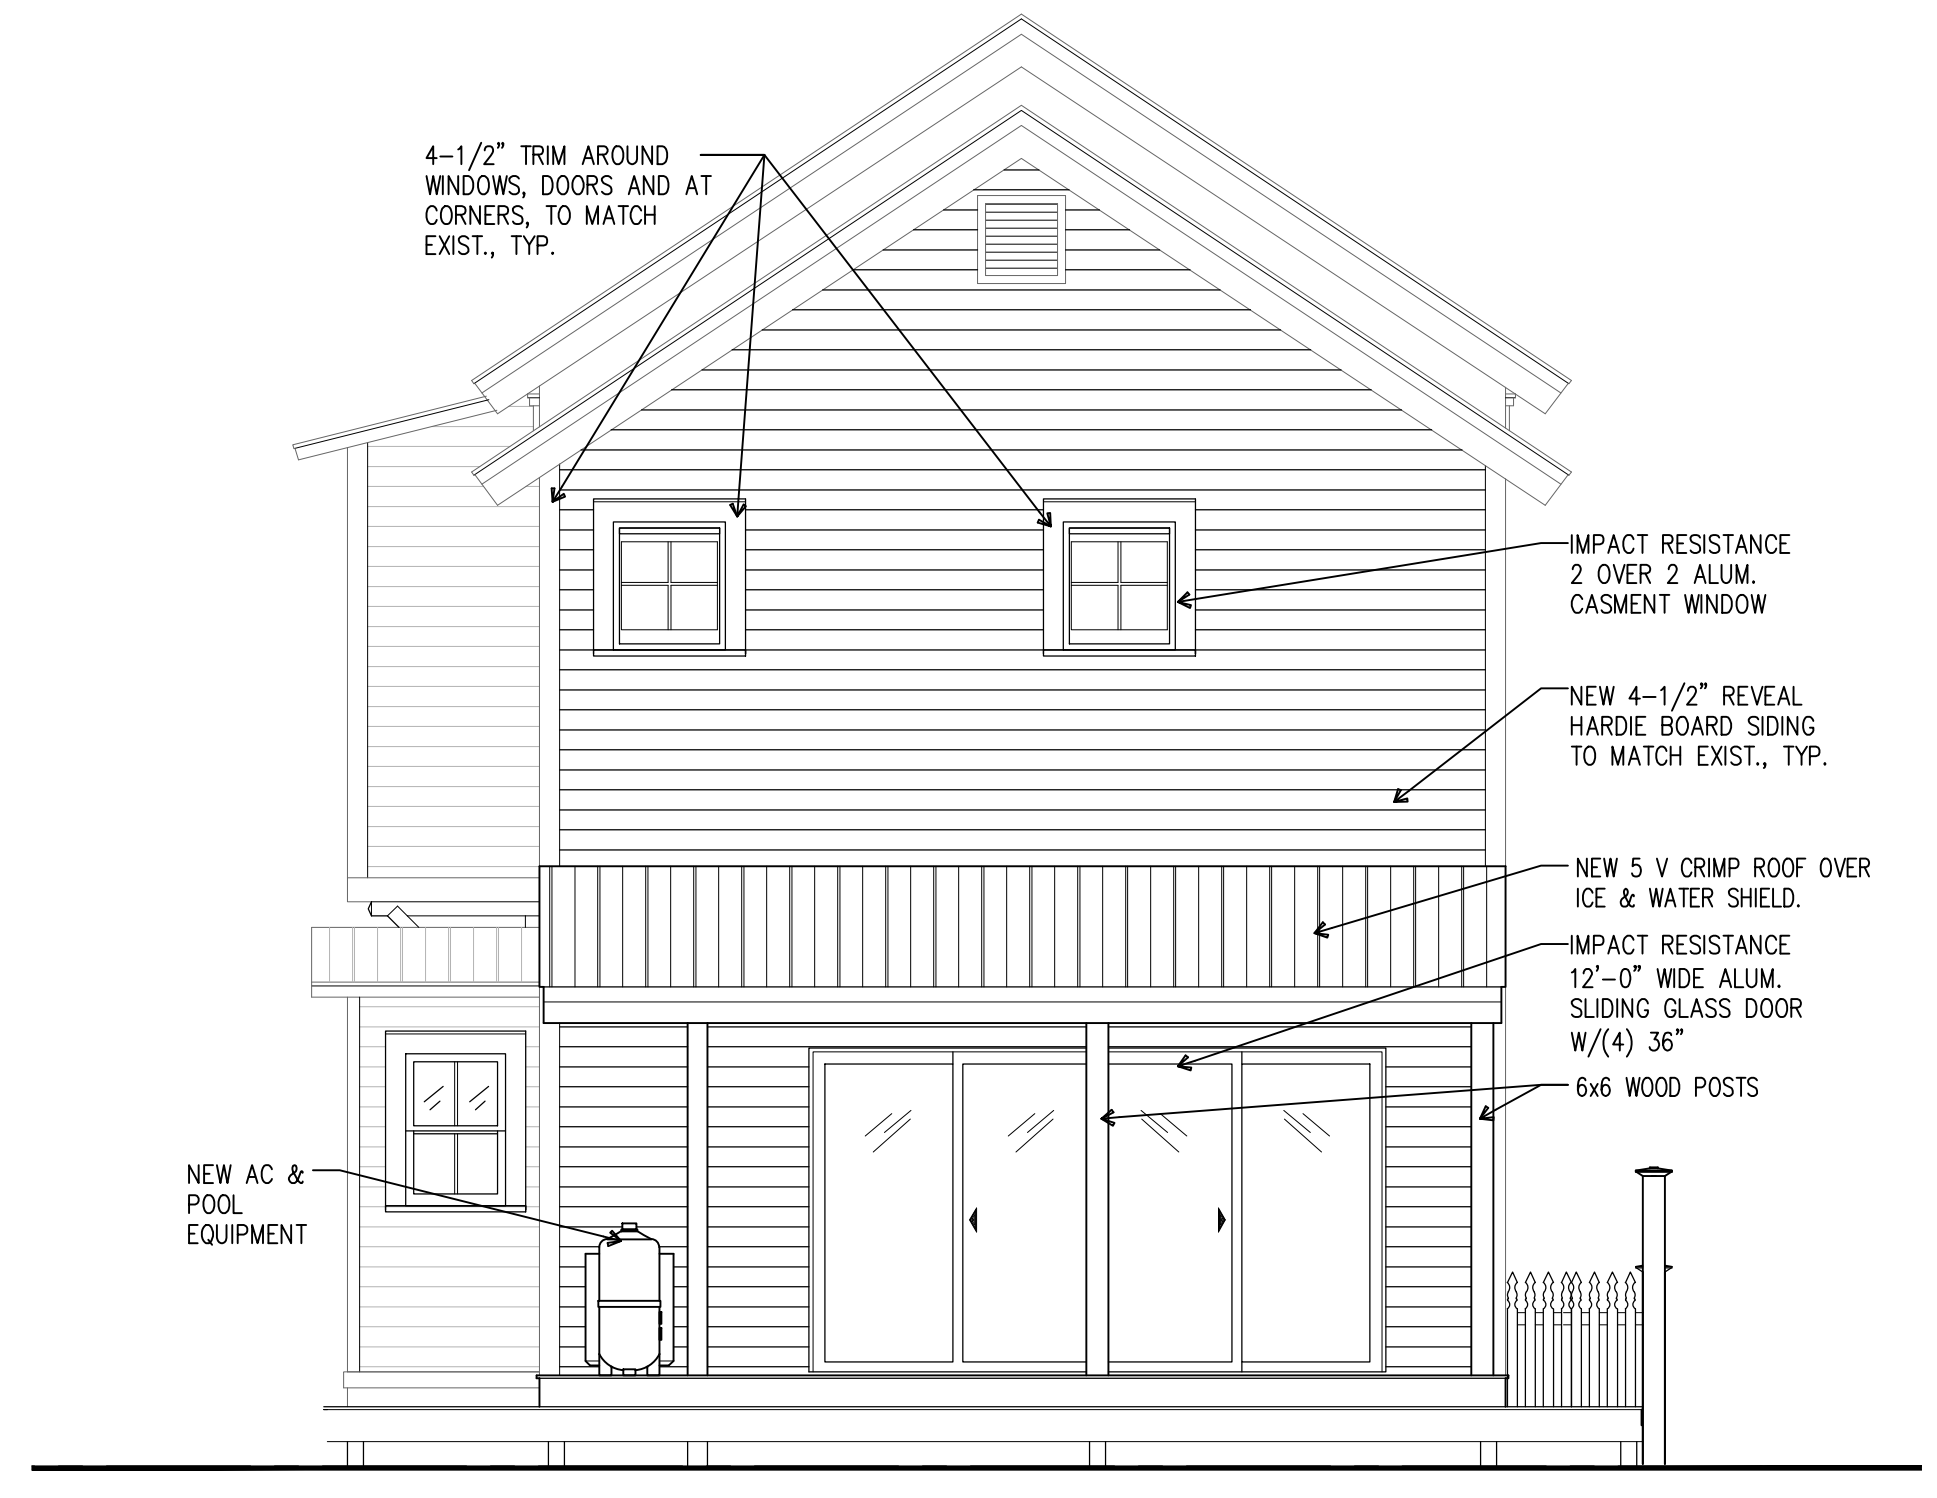 4-1/2" TRIM AROUND
WINDOWS, DOORS AND AT
CORNERS, TO MATCH
EXIST., TYP.
IMPACT RESISTANCE
2 OVER 2 ALUM.
CASMENT WINDOW
NEW 4-1/2" REVEAL
HARDIE BOARD SIDING
TO MATCH EXIST., TYP.
NEW 5 V CRIMP ROOF OVER
ICE & WATER SHIELD.
IMPACT RESISTANCE
12'-0" WIDE ALUM.
SLIDING GLASS DOOR
W/(4) 36"
6x6 WOOD POSTS
NEW AC &
POOL
EQUIPMENT